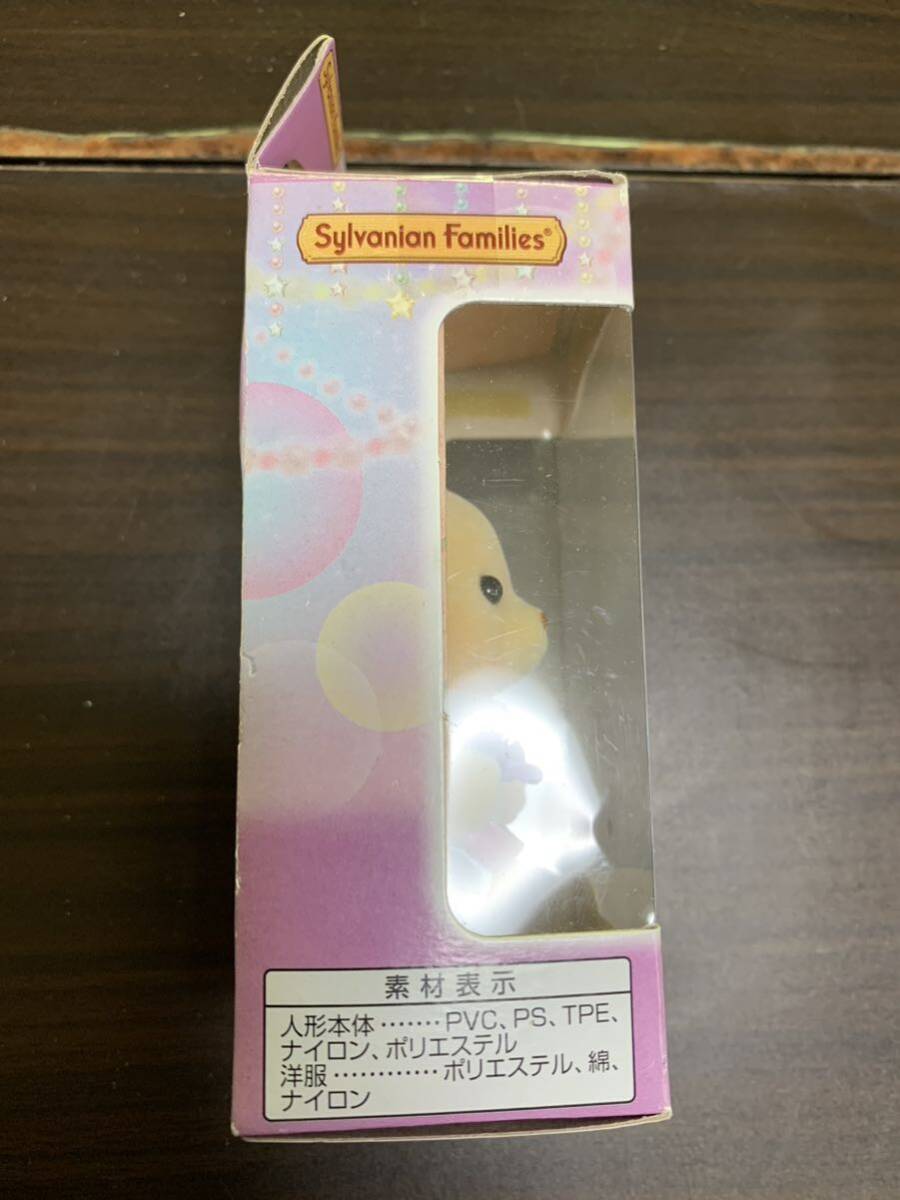 Sylvanian Families®
素材表示
人形本体‥‥‥‥PVC、PS、TPE、
ナイロン、ポリエステル
洋服‥‥‥‥‥‥ポリエステル、綿、
ナイロン